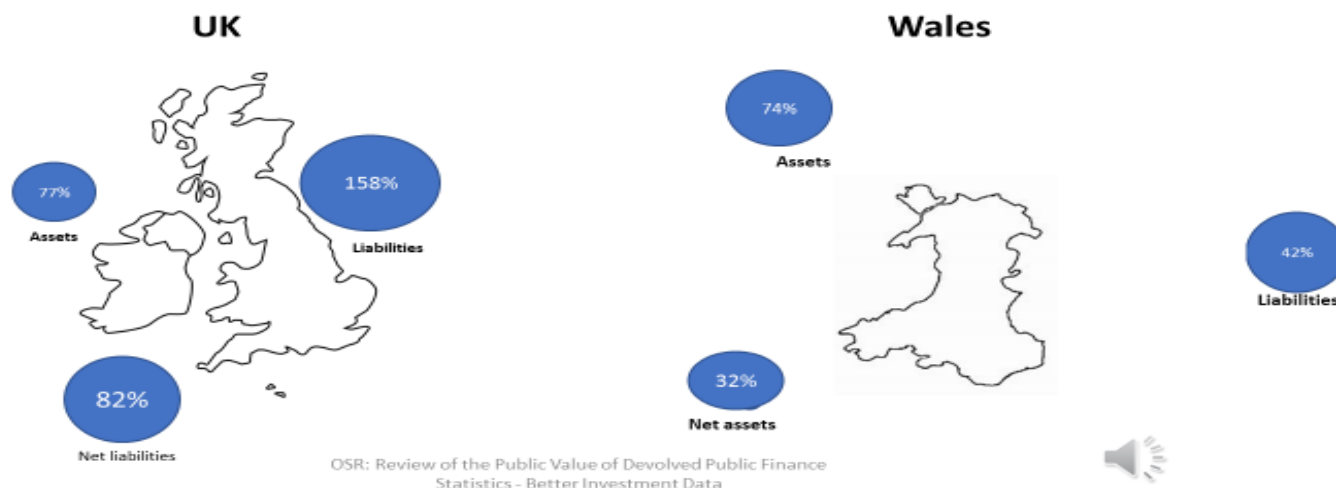 UK
Wales
77%
Assets
158%
Liabilities
82%
Net liabilities
74%
Assets
42%
Liabilities
32%
Net assets
OSR: Review of the Public Value of Devolved Public Finance
Statistics - Better Investment Data